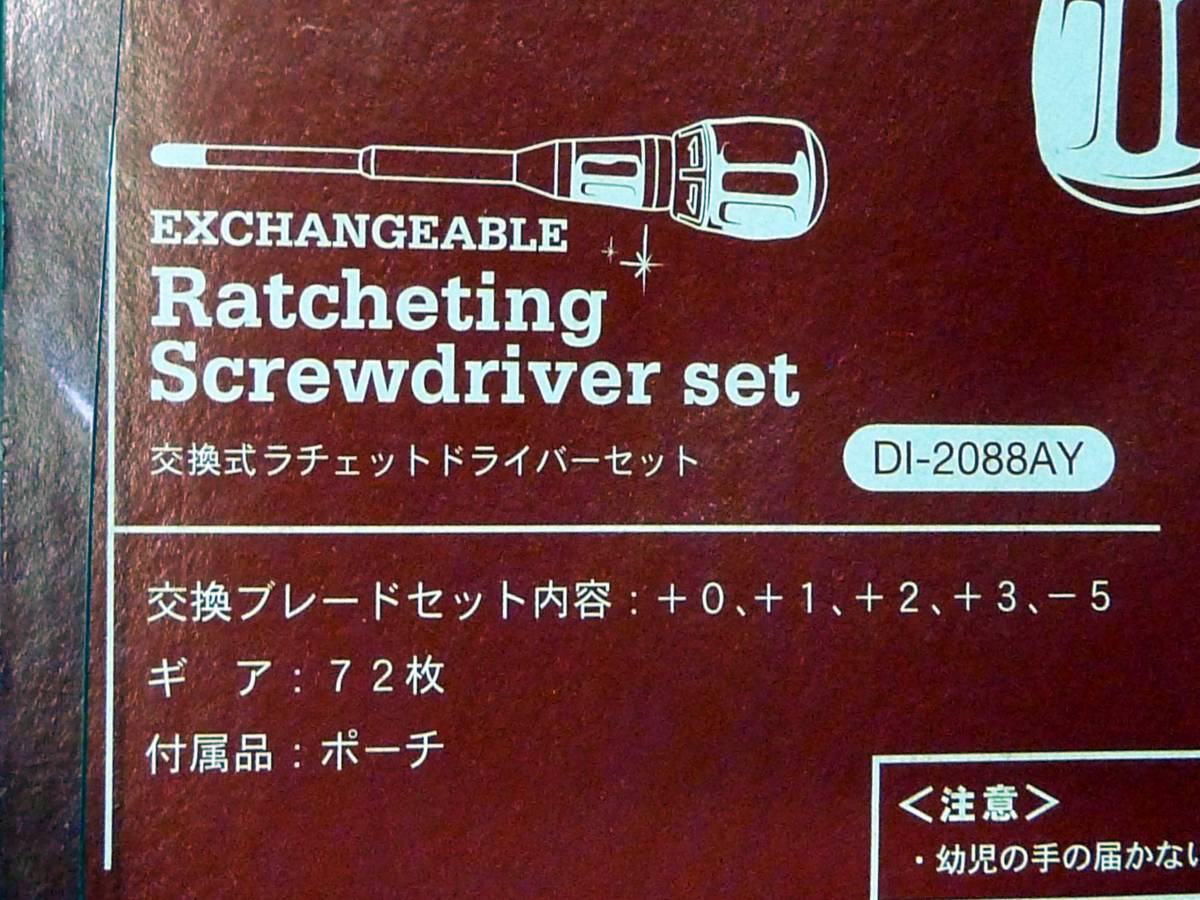 EXCHANGEABLE
Ratcheting
Screwdriver set
交換式ラチェットドライバーセット
DI-2088AY
交換ブレードセット内容：＋０、＋１、＋２、＋３、－５
ギ　ア：７２枚
付属品：ポーチ
＜注意＞
・幼児の手の届かない